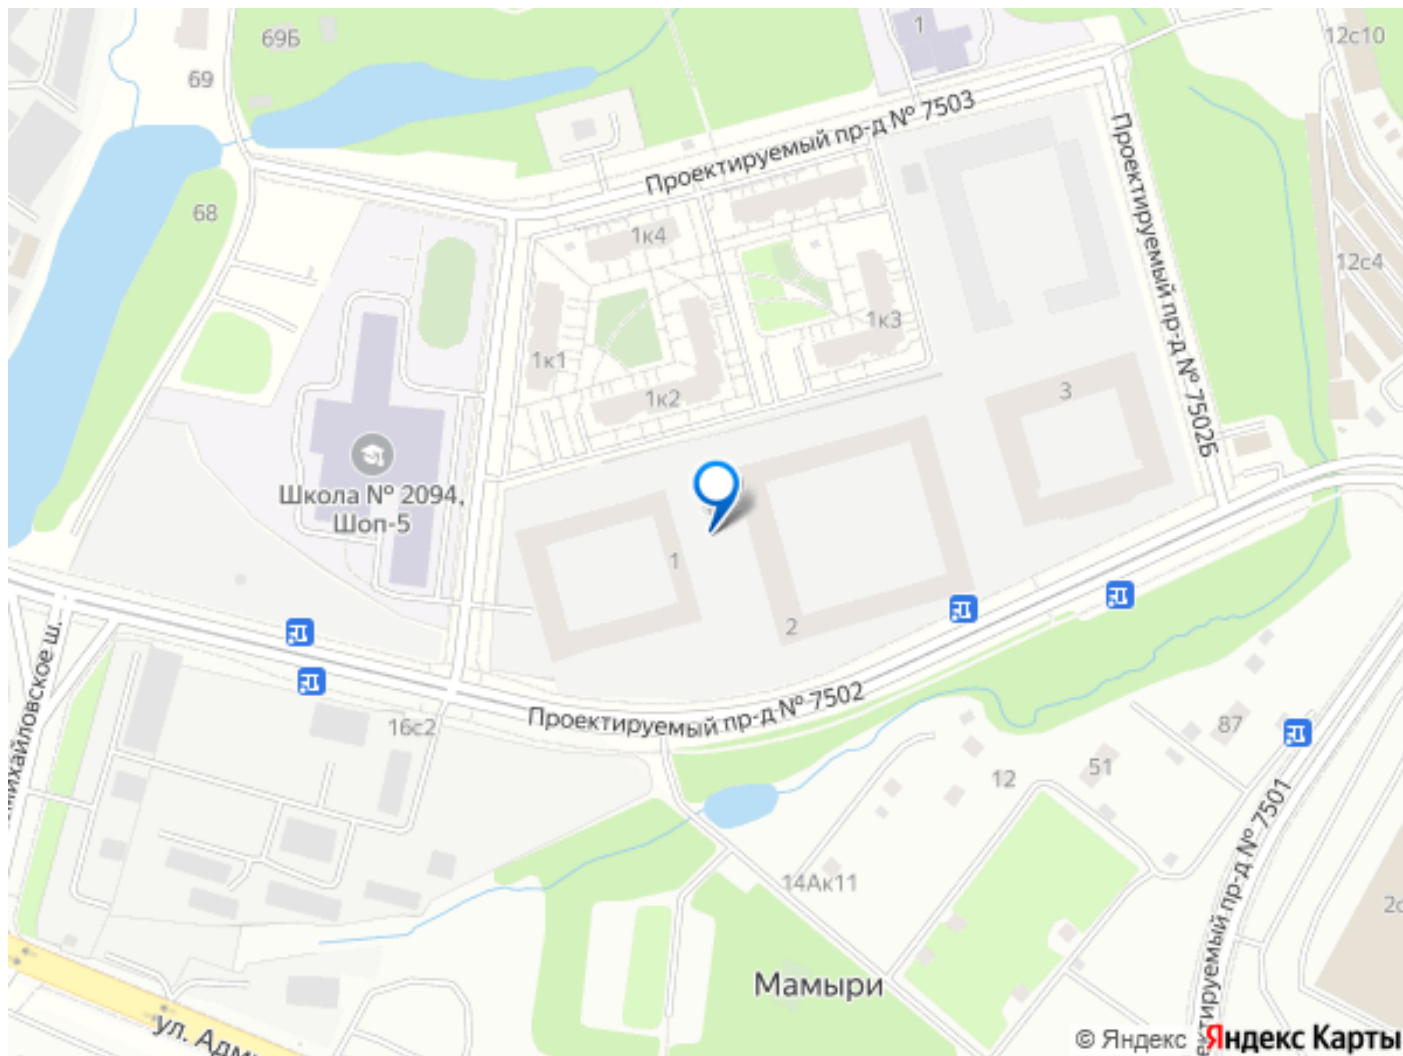 1
12с10
69Б
69
Проектируемый пр-д № 7503
Проектируемый пр-д № 7502Б
68
1к4
12с4
1к3
1к1
1к2
3
Школа № 2094,
Шоп-5
1
2
16с2
Проектируемый пр-д № 7502
87
51
12
14Ак11
№ 7501
Мамыри
ул.
© Яндекс
Яндекс Карты